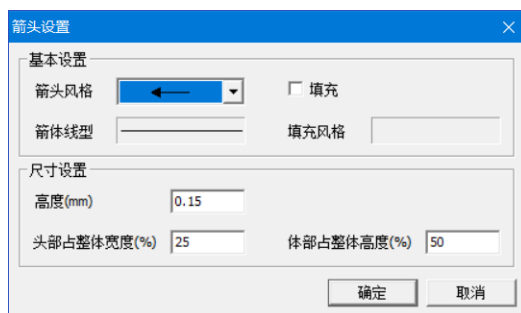 箭头设置
基本设置
箭头风格
填充
箭体线型
填充风格
尺寸设置
高度(mm)
0.15
头部占整体宽度(%)
25
体部占整体高度(%)
50
确定
取消